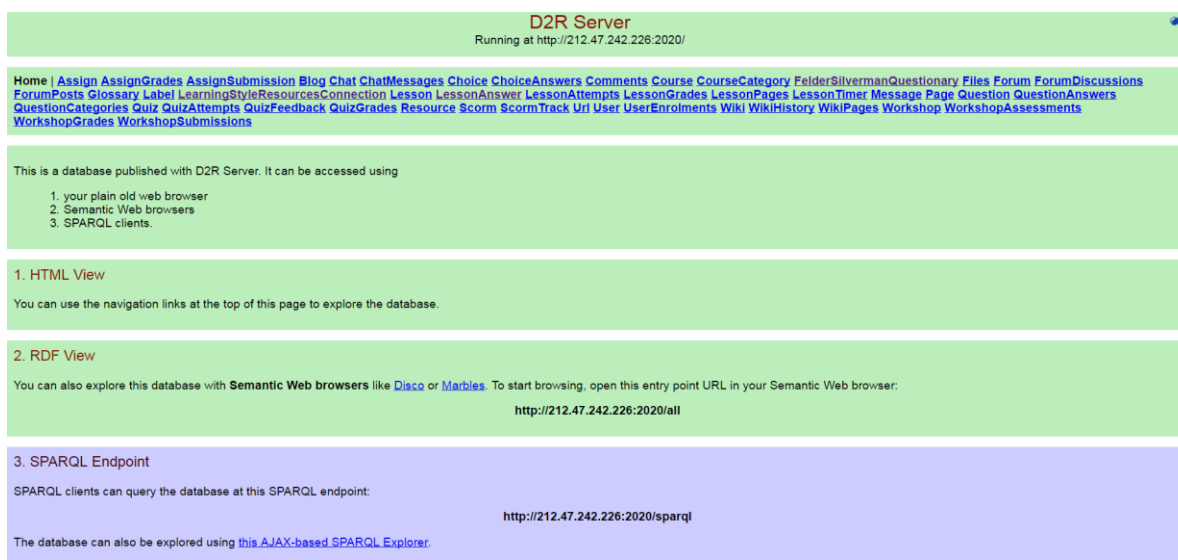 D2R Server
Running at http://212.47.242.226:2020/
Home | Assign AssignGrades AssignSubmission Blog Chat ChatMessages Choice ChoiceAnswers Comments Course CourseCategory FelderSilvermanQuestionary Files Forum ForumDiscussions
ForumPosts Glossary Label LearningStyleResourcesConnection Lesson LessonAnswer LessonAttempts LessonGrades LessonPages LessonTimer Message Page Question QuestionAnswers
QuestionCategories Quiz QuizAttempts QuizFeedback QuizGrades Resource Scorm ScormTrack Url User UserEnrolments Wiki WikiHistory WikiPages Workshop WorkshopAssessments
WorkshopGrades WorkshopSubmissions
This is a database published with D2R Server. It can be accessed using
1. your plain old web browser
2. Semantic Web browsers
3. SPARQL clients.
1. HTML View
You can use the navigation links at the top of this page to explore the database.
2. RDF View
You can also explore this database with Semantic Web browsers like Disco or Marbles. To start browsing, open this entry point URL in your Semantic Web browser:
http://212.47.242.226:2020/all
3. SPARQL Endpoint
SPARQL clients can query the database at this SPARQL endpoint:
http://212.47.242.226:2020/sparql
The database can also be explored using this AJAX-based SPARQL Explorer.